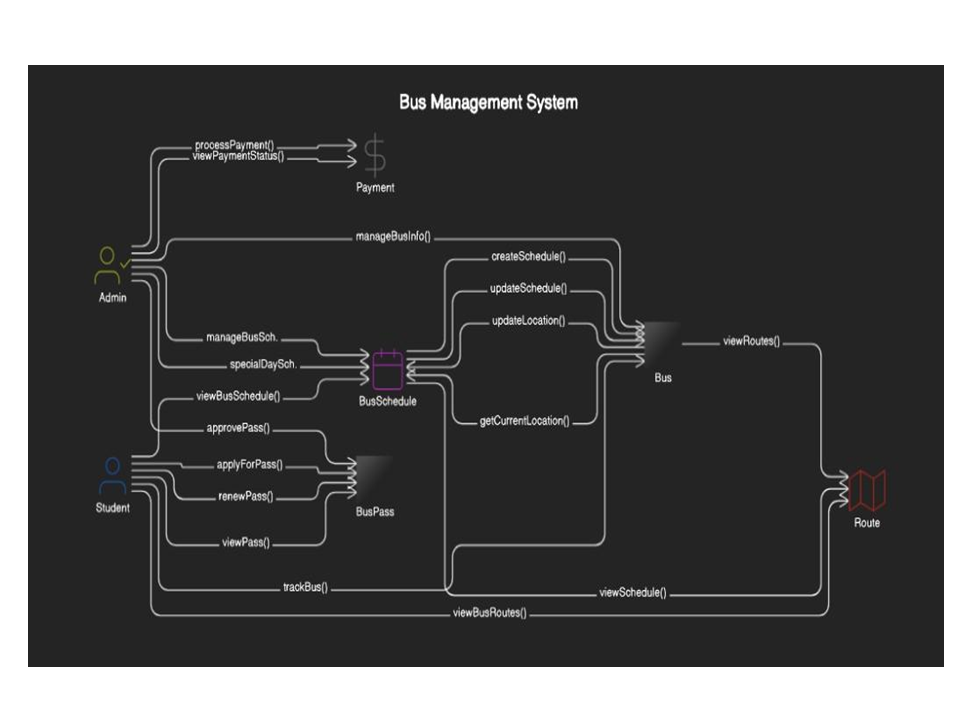 Bus Management System
processPayment()
viewPaymentStatus()
Payment
manageBusInfo()
createSchedule()
Admin
updateSchedule()
updateLocation()
manageBusSch.
viewRoutes()
specialDaySch.
Bus
viewBusSchedule()
BusSchedule
getCurrentLocation()
approvePass()
applyForPass()
renewPass()
Student
BusPass
Route
viewPass()
trackBus()
viewSchedule()
viewBusRoutes()